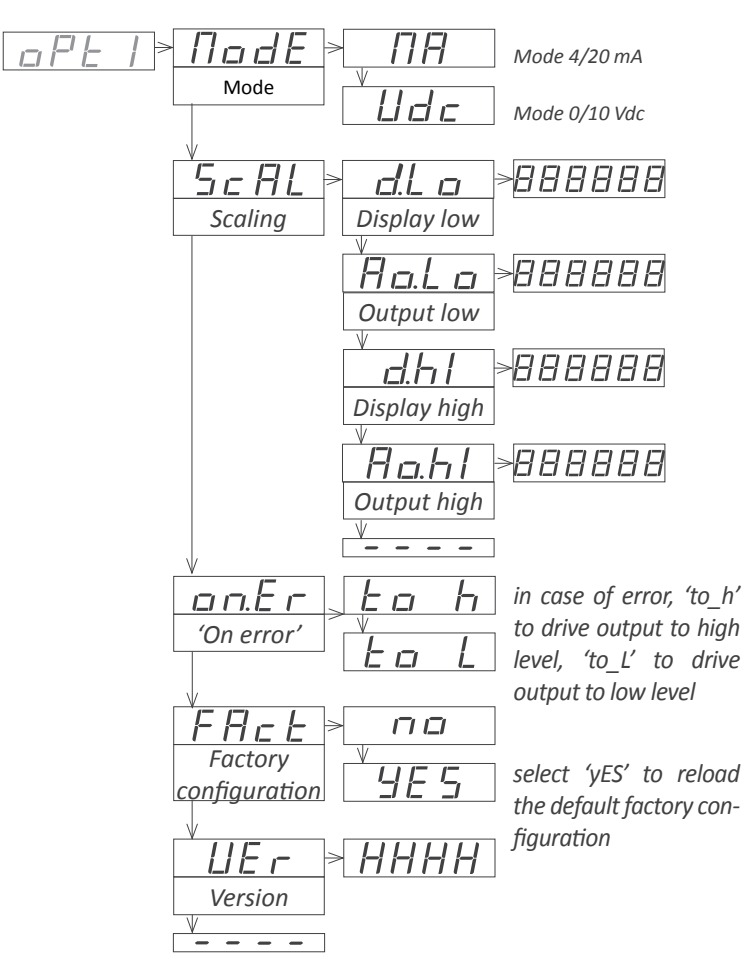 oPt 1
ModE
Mode
MA
Mode 4/20 mA
Vdc
Mode 0/10 Vdc
ScAL
Scaling
d.Lo
Display low
888888
Ao.Lo
Output low
888888
d.hI
Display high
888888
Ao.hI
Output high
888888
----
on.Er
‘On error’
to h
to L
in case of error, ‘to_h’
to drive output to high
level, ‘to_L’ to drive
output to low level
FAct
Factory
configuration
no
yES
select ‘yES’ to reload
the default factory con-
figuration
VEr
Version
HHHH
----